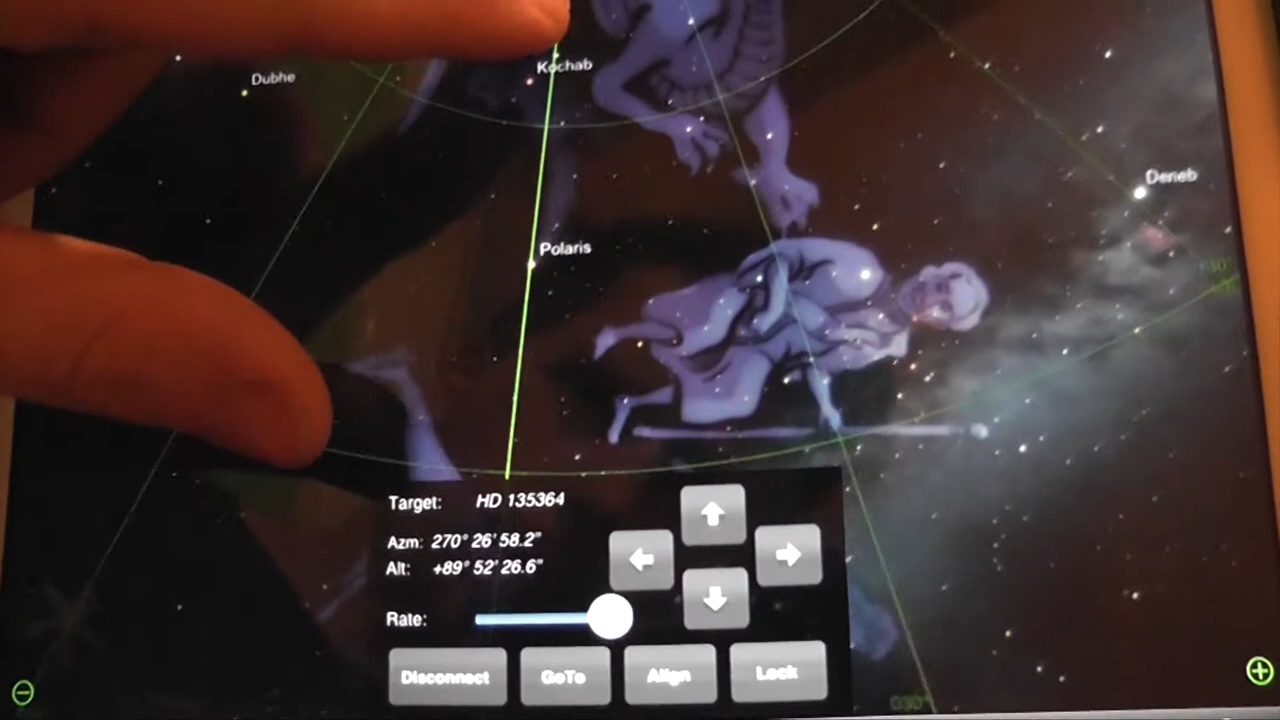 Kochab
Dubhe
Deneb
Polaris
Target: HD 135364
Azm: 270° 26' 58.2"
Alt: +89° 52' 26.6"
Rate:
Disconnect
GoTo
Align
Lock
030°